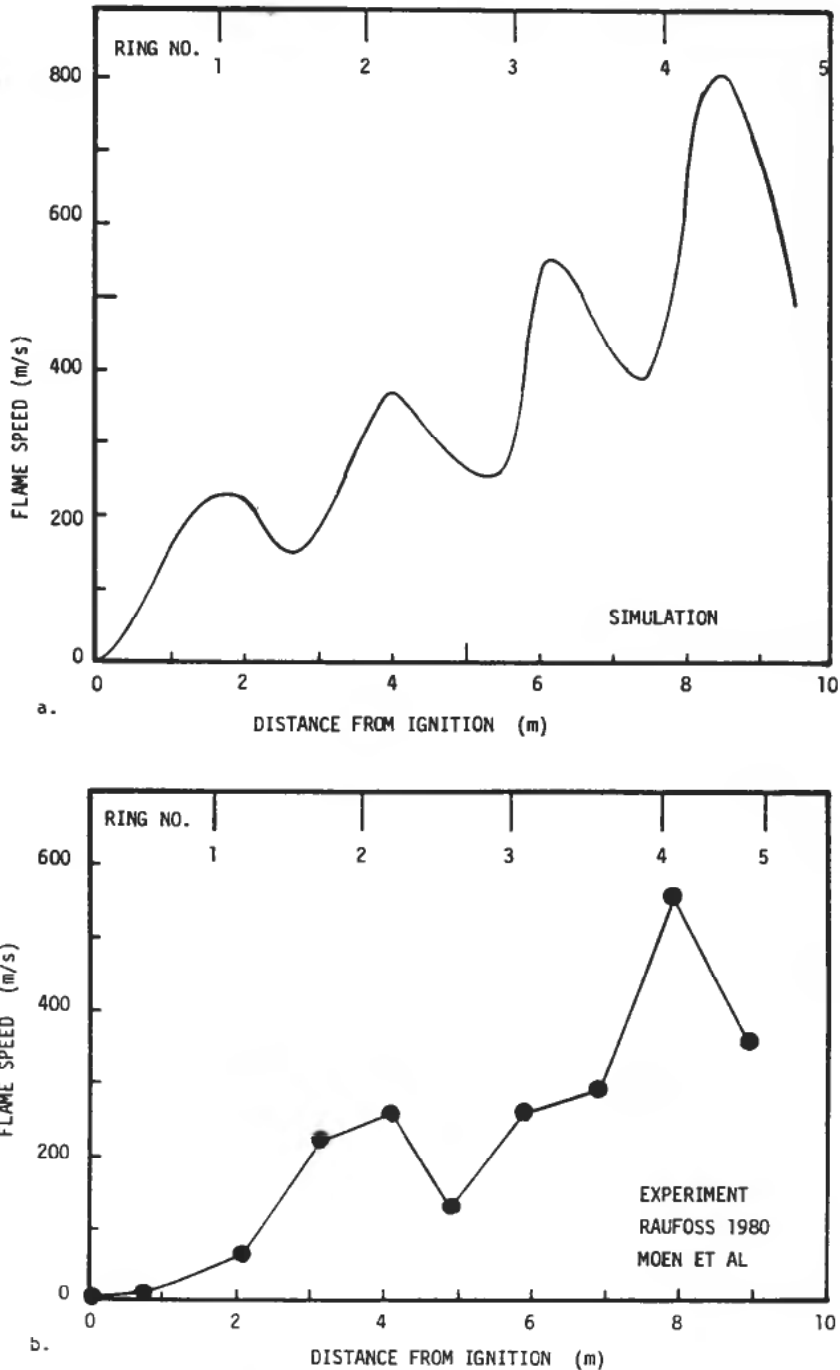 RING NO.
1 2 3 4 5
800
600
400
200
0
FLAME SPEED (m/s)
SIMULATION
0 2 4 6 8 10
a.
DISTANCE FROM IGNITION (m)
RING NO.
1 2 3 4 5
600
400
200
0
FLAME SPEED (m/s)
EXPERIMENT
RAUFOSS 1980
MOEN ET AL
0 2 4 6 8 10
b.
DISTANCE FROM IGNITION (m)